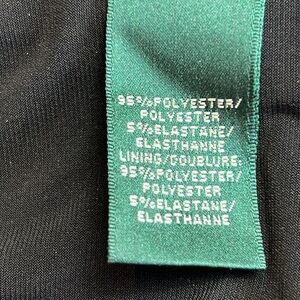 95%POLYESTER/
POLYESTER
5%ELASTANE/
ELASTHANNE
LINING/DOUBLURE:
95%POLYESTER/
POLYESTER
5%ELASTANE/
ELASTHANNE